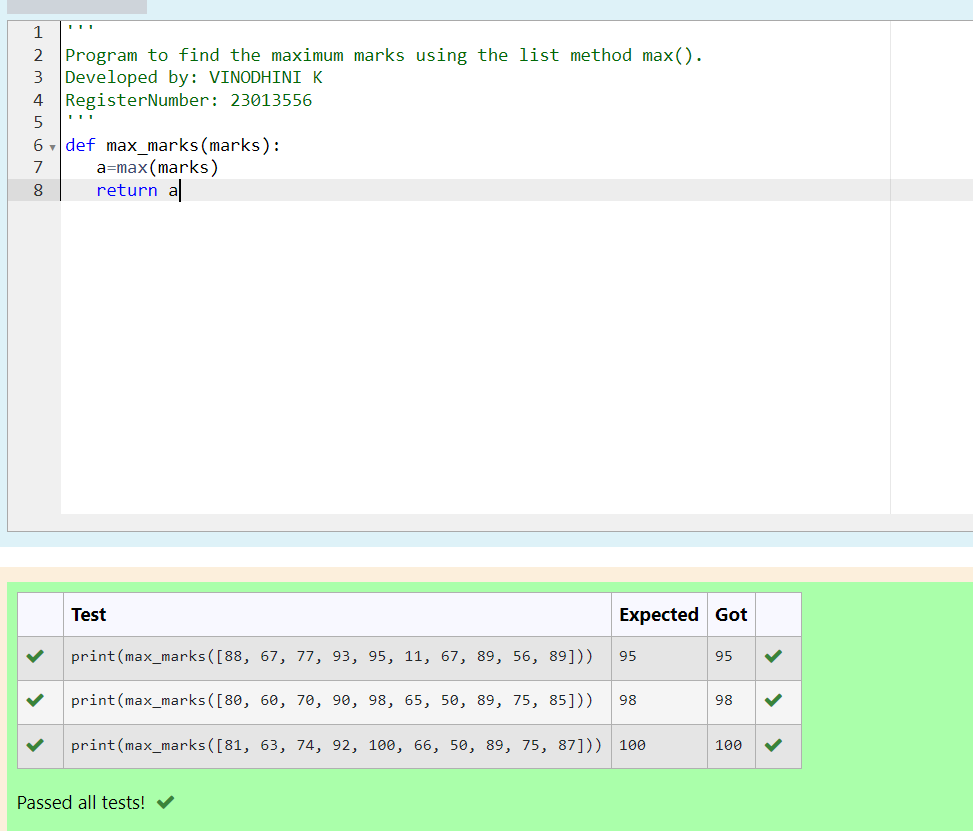 1 '''
2 Program to find the maximum marks using the list method max().
3 Developed by: VINODHINI K
4 RegisterNumber: 23013556
5 '''
6 def max_marks(marks):
7    a=max(marks)
8    return a
Test Expected Got
print(max_marks([88, 67, 77, 93, 95, 11, 67, 89, 56, 89])) 95 95
print(max_marks([80, 60, 70, 90, 98, 65, 50, 89, 75, 85])) 98 98
print(max_marks([81, 63, 74, 92, 100, 66, 50, 89, 75, 87])) 100 100
Passed all tests!